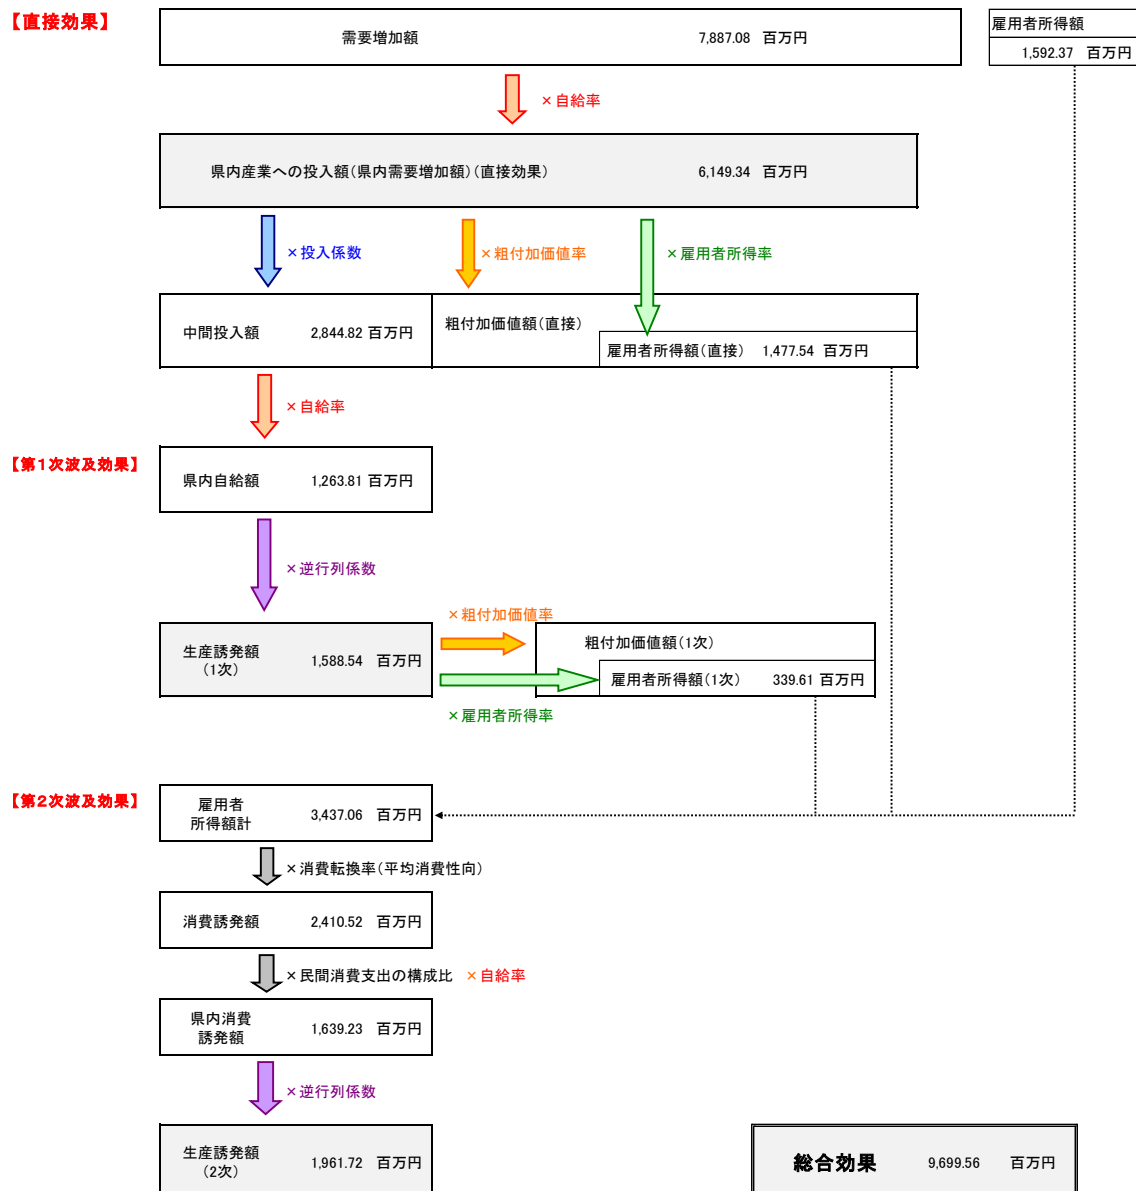 【直接効果】
需要増加額 7,887.08 百万円
雇用者所得額
1,592.37 百万円
×自給率
県内産業への投入額(県内需要増加額)(直接効果) 6,149.34 百万円
×投入係数 ×粗付加価値率 ×雇用者所得率
中間投入額 2,844.82 百万円
粗付加価値額(直接)
雇用者所得額(直接) 1,477.54 百万円
×自給率
【第1次波及効果】
県内自給額 1,263.81 百万円
×逆行列係数
×粗付加価値率
生産誘発額
(1次)
1,588.54 百万円
粗付加価値額(1次)
雇用者所得額(1次) 339.61 百万円
×雇用者所得率
【第2次波及効果】
雇用者
所得額計
3,437.06 百万円
×消費転換率(平均消費性向)
消費誘発額 2,410.52 百万円
×民間消費支出の構成比 ×自給率
県内消費
誘発額
1,639.23 百万円
×逆行列係数
生産誘発額
(2次)
1,961.72 百万円
総合効果 9,699.56 百万円